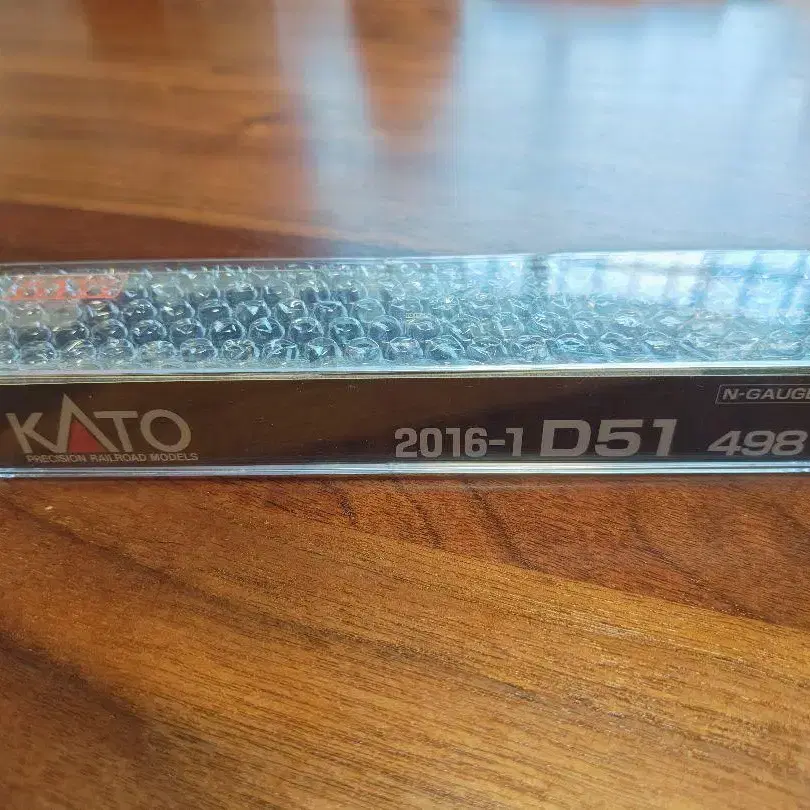 KATO
PRECISION RAILROAD MODELS
N-GAUGE
2016-1 D51 498